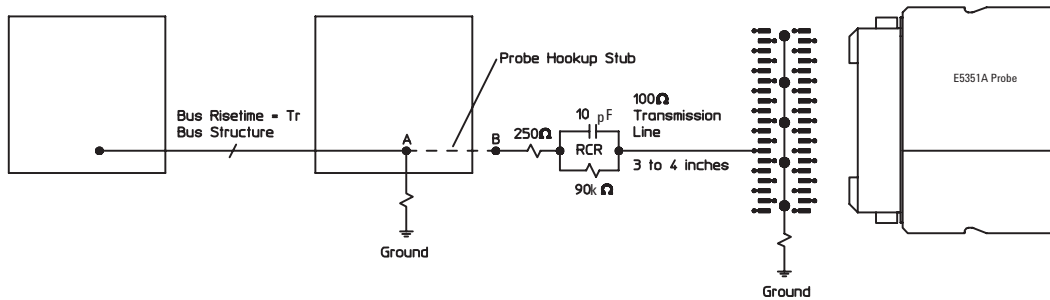 Probe Hookup Stub
E5351A Probe
Bus Risetime = Tr
Bus Structure
A
B
250Ω
10 pF
RCR
90kΩ
100Ω
Transmission
Line
3 to 4 inches
Ground
Ground